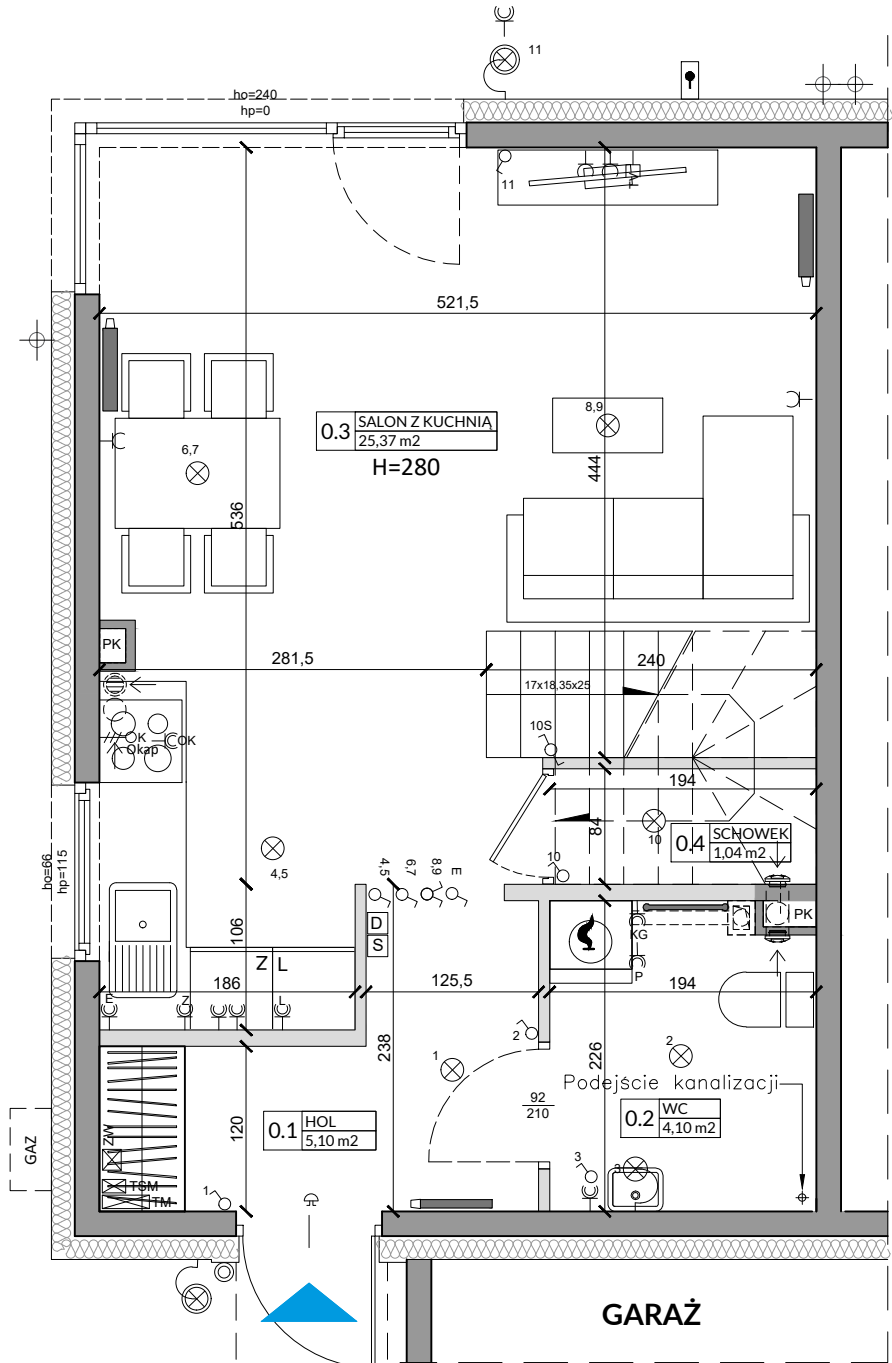 11
ho=240
hp=0
11
521,5
8,9
0.3 SALON Z KUCHNIĄ
25,37 m2
H=280
6,7
444
536
PK
281,5
240
17x18,35x25
10S
OK
OK
Okap
194
84
10
0.4 SCHOWEK
1,04 m2
ho=66
hp=115
4,5
10
4,5
6,7
8,9
E
D
S
PK
KG
P
106
Z L
186
125,5
194
E
Z
L
238
2
1
2
226
Podejście kanalizacji
92
210
0.1 HOL
5,10 m2
0.2 WC
4,10 m2
120
GAZ
ZW
TSM
TM
1
3
3
GARAŻ